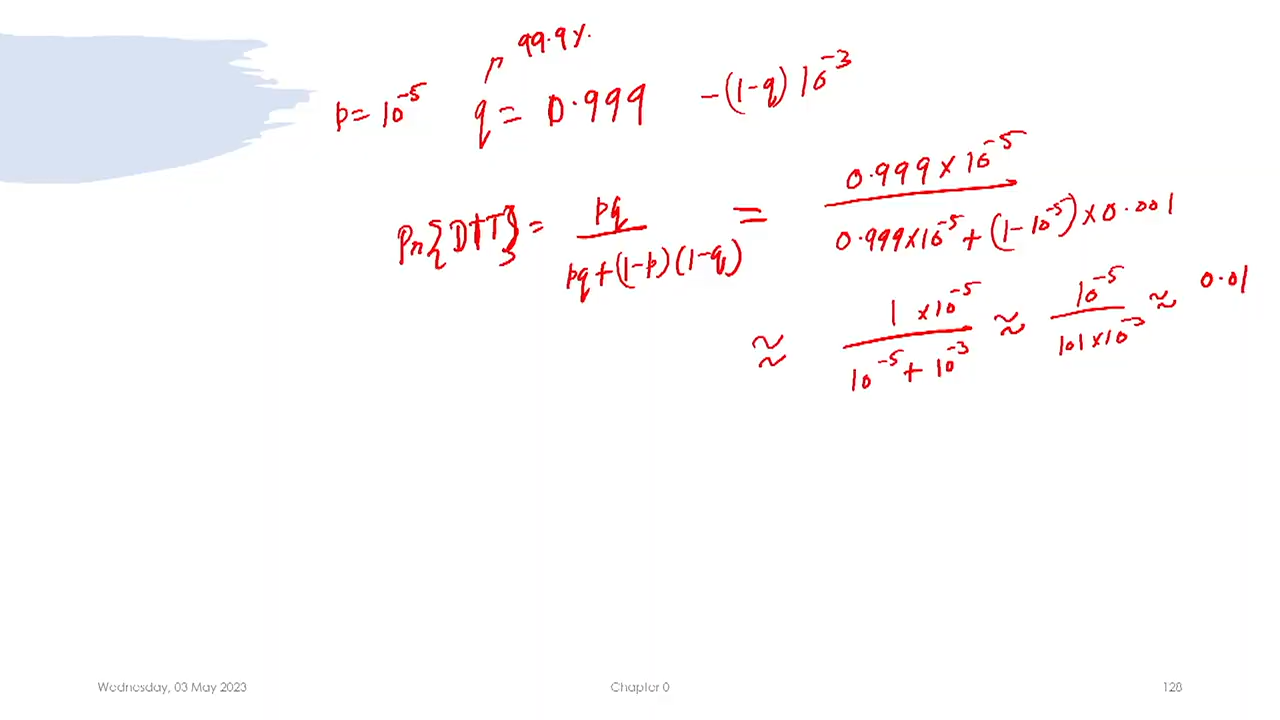 99.9%.
p = 10^-5 q = 0.999 - (1-q) 10^-3
Pr{D|T} = pq / (pq + (1-p)(1-q)) = 0.999 × 10^-5 / (0.999 × 10^-5 + (1 - 10^-5) × 0.001)
≈ 1 × 10^-5 / (10^-5 + 10^-3) ≈ 10^-5 / (101 × 10^-3) ≈ 0.01
Wednesday, 03 May 2023 Chapter 0 128